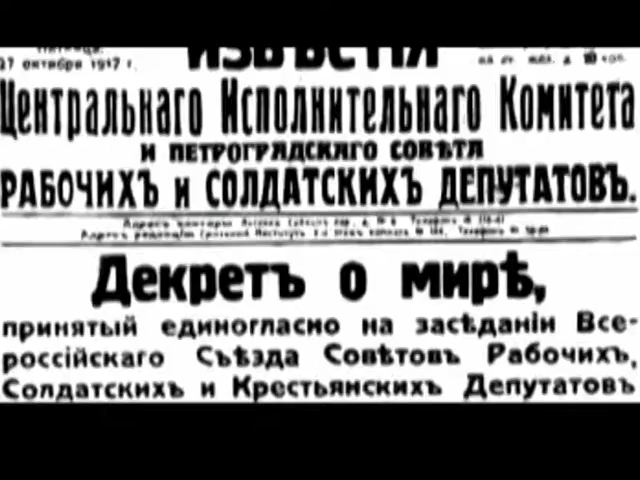 Пятница.
27 октября 1917 г.
ИЗВѢСТІЯ
Центральнаго Исполнительнаго Комитета
И ПЕТРОГРАДСКАГО СОВѢТА
РАБОЧИХЪ и СОЛДАТСКИХЪ ДЕПУТАТОВЪ.
Декретъ о мирѣ,
принятый единогласно на засѣданіи Все-
россійскаго Съѣзда Совѣтовъ Рабочихъ,
Солдатскихъ и Крестьянскихъ Депутатовъ